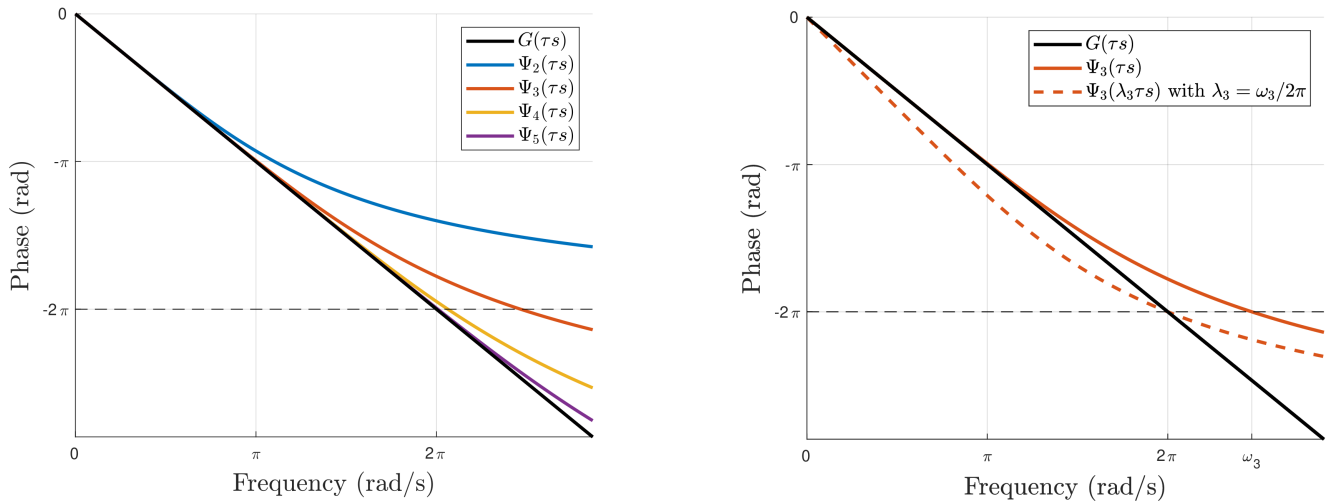 0
-π
-2π
0
π
2π
Phase (rad)
Frequency (rad/s)
G(τs)
Ψ₂(τs)
Ψ₃(τs)
Ψ₄(τs)
Ψ₅(τs)
0
-π
-2π
0
π
2π
ω₃
Phase (rad)
Frequency (rad/s)
G(τs)
Ψ₃(τs)
Ψ₃(λ₃τs) with λ₃ = ω₃/2π